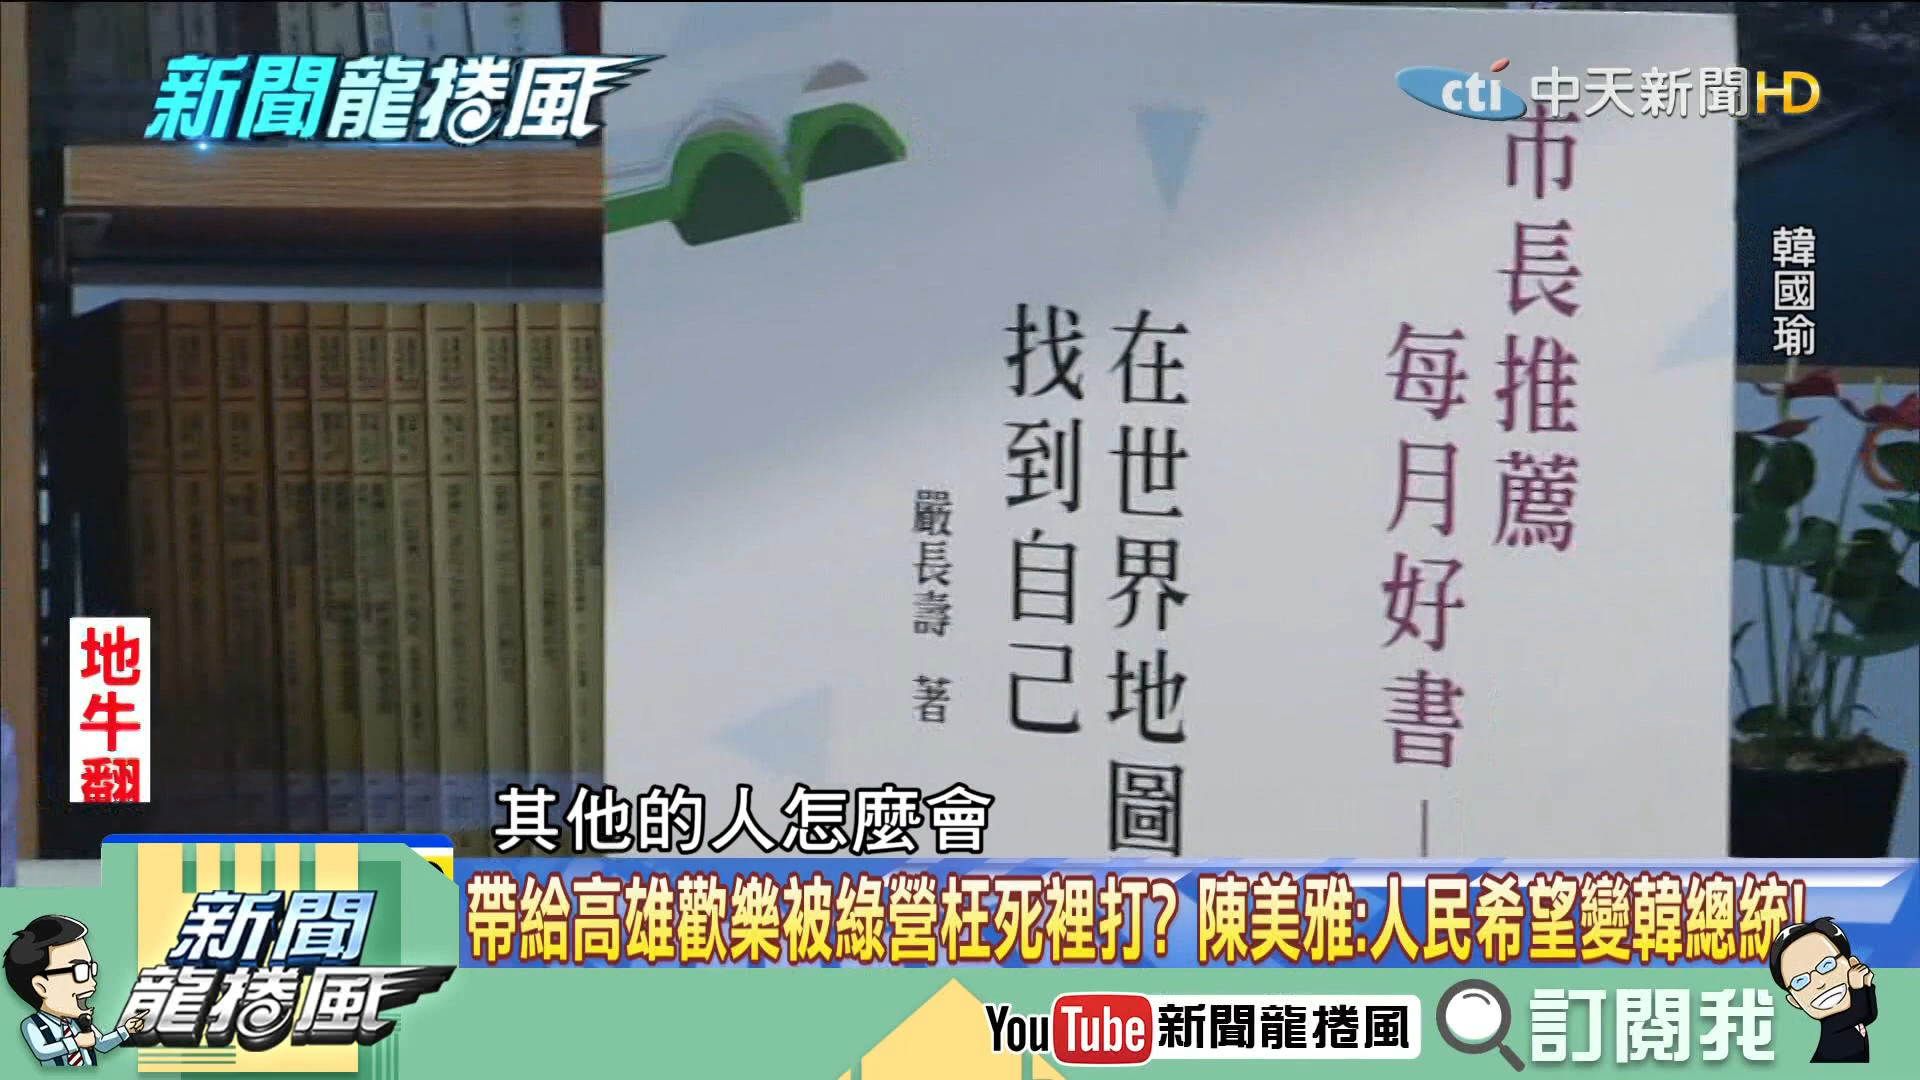 新聞龍捲風
cti 中天新聞HD
韓國瑜
市長推薦
每月好書
在世界地圖
找到自己
嚴長壽 著
地牛翻
其他的人怎麼會
帶給高雄歡樂被綠營枉死裡打? 陳美雅:人民希望變韓總統!
新聞
龍捲風
YouTube 新聞龍捲風 訂閱我